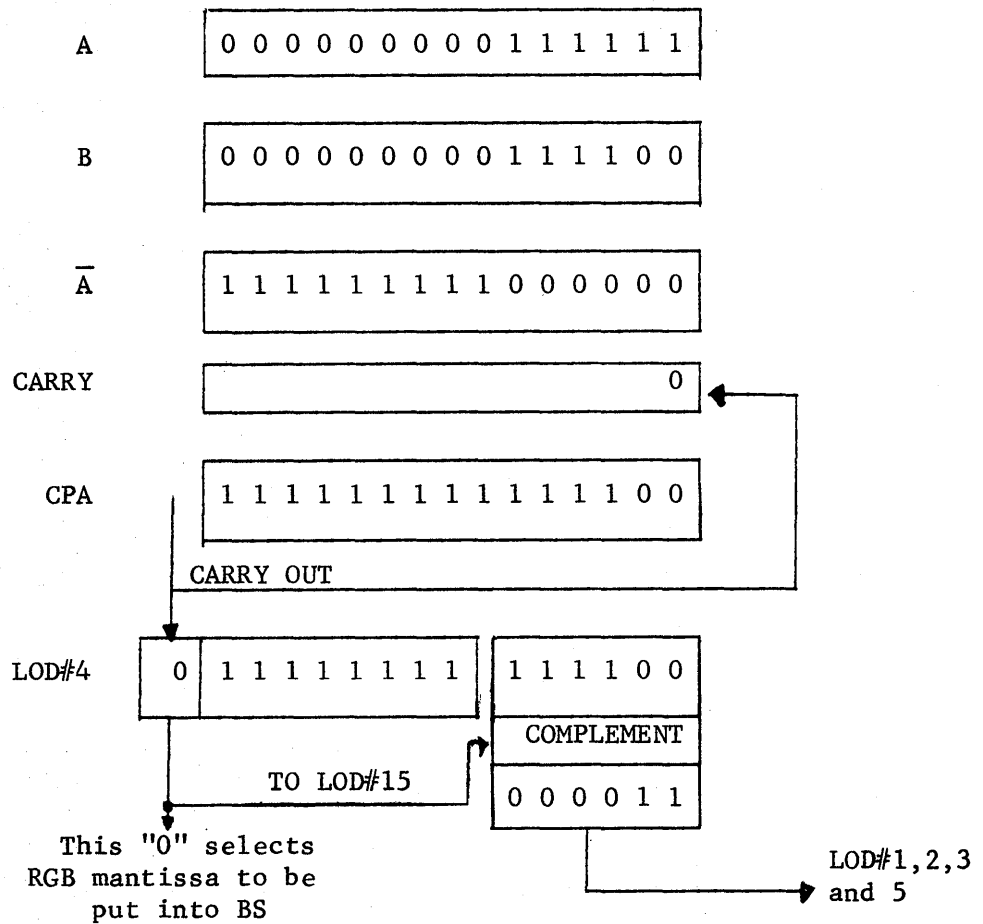 A 0 0 0 0 0 0 0 0 0 1 1 1 1 1 1
B 0 0 0 0 0 0 0 0 0 1 1 1 1 0 0
A̅ 1 1 1 1 1 1 1 1 1 0 0 0 0 0 0
CARRY 0
CPA 1 1 1 1 1 1 1 1 1 1 1 1 1 0 0
CARRY OUT
LOD#4 0 1 1 1 1 1 1 1 1 1 1 1 1 0 0
COMPLEMENT
TO LOD#15
0 0 0 0 1 1
This "0" selects
RGB mantissa to be
put into BS
LOD#1,2,3
and 5